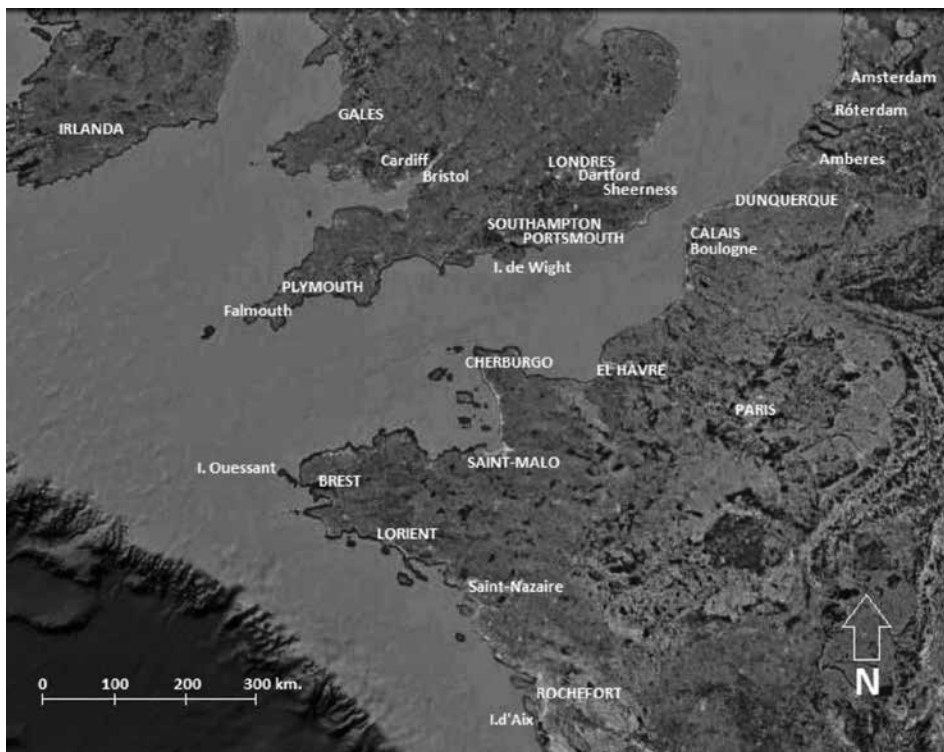 Amsterdam
Róterdam
GALES
IRLANDA
Cardiff
Bristol
LONDRES
Dartford
Sheerness
Amberes
DUNQUERQUE
SOUTHAMPTON
PORTSMOUTH
CALAIS
Boulogne
I. de Wight
PLYMOUTH
Falmouth
CHERBURGO
EL HAVRE
PARIS
SAINT-MALO
I. Ouessant
BREST
LORIENT
Saint-Nazaire
N
0 100 200 300 km.
ROCHEFORT
I.d'Aix